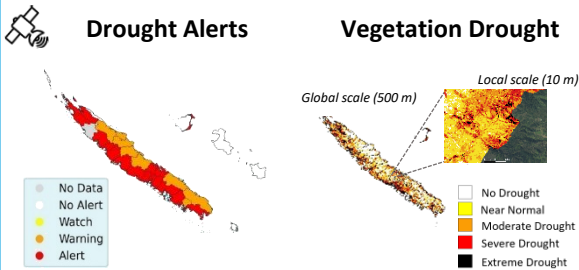 Drought Alerts
Vegetation Drought
Global scale (500 m)
Local scale (10 m)
No Data
No Alert
Watch
Warning
Alert
No Drought
Near Normal
Moderate Drought
Severe Drought
Extreme Drought